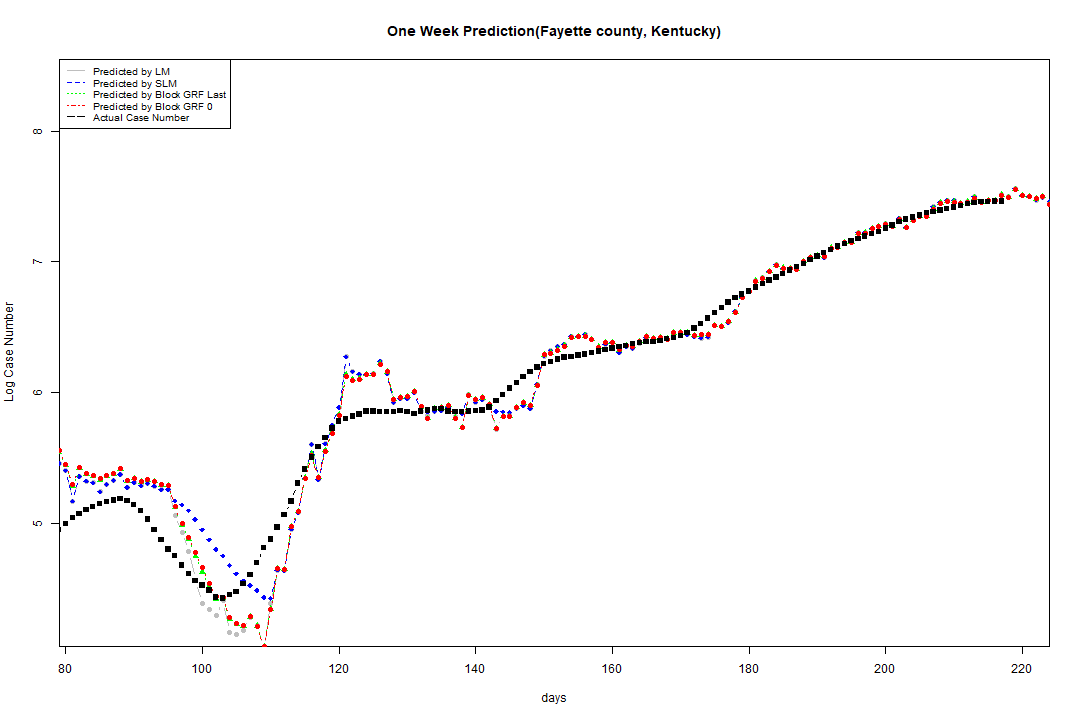 One Week Prediction(Fayette county, Kentucky)
Predicted by LM
Predicted by SLM
Predicted by Block GRF Last
Predicted by Block GRF 0
Actual Case Number
Log Case Number
8
7
6
5
80 100 120 140 160 180 200 220
days